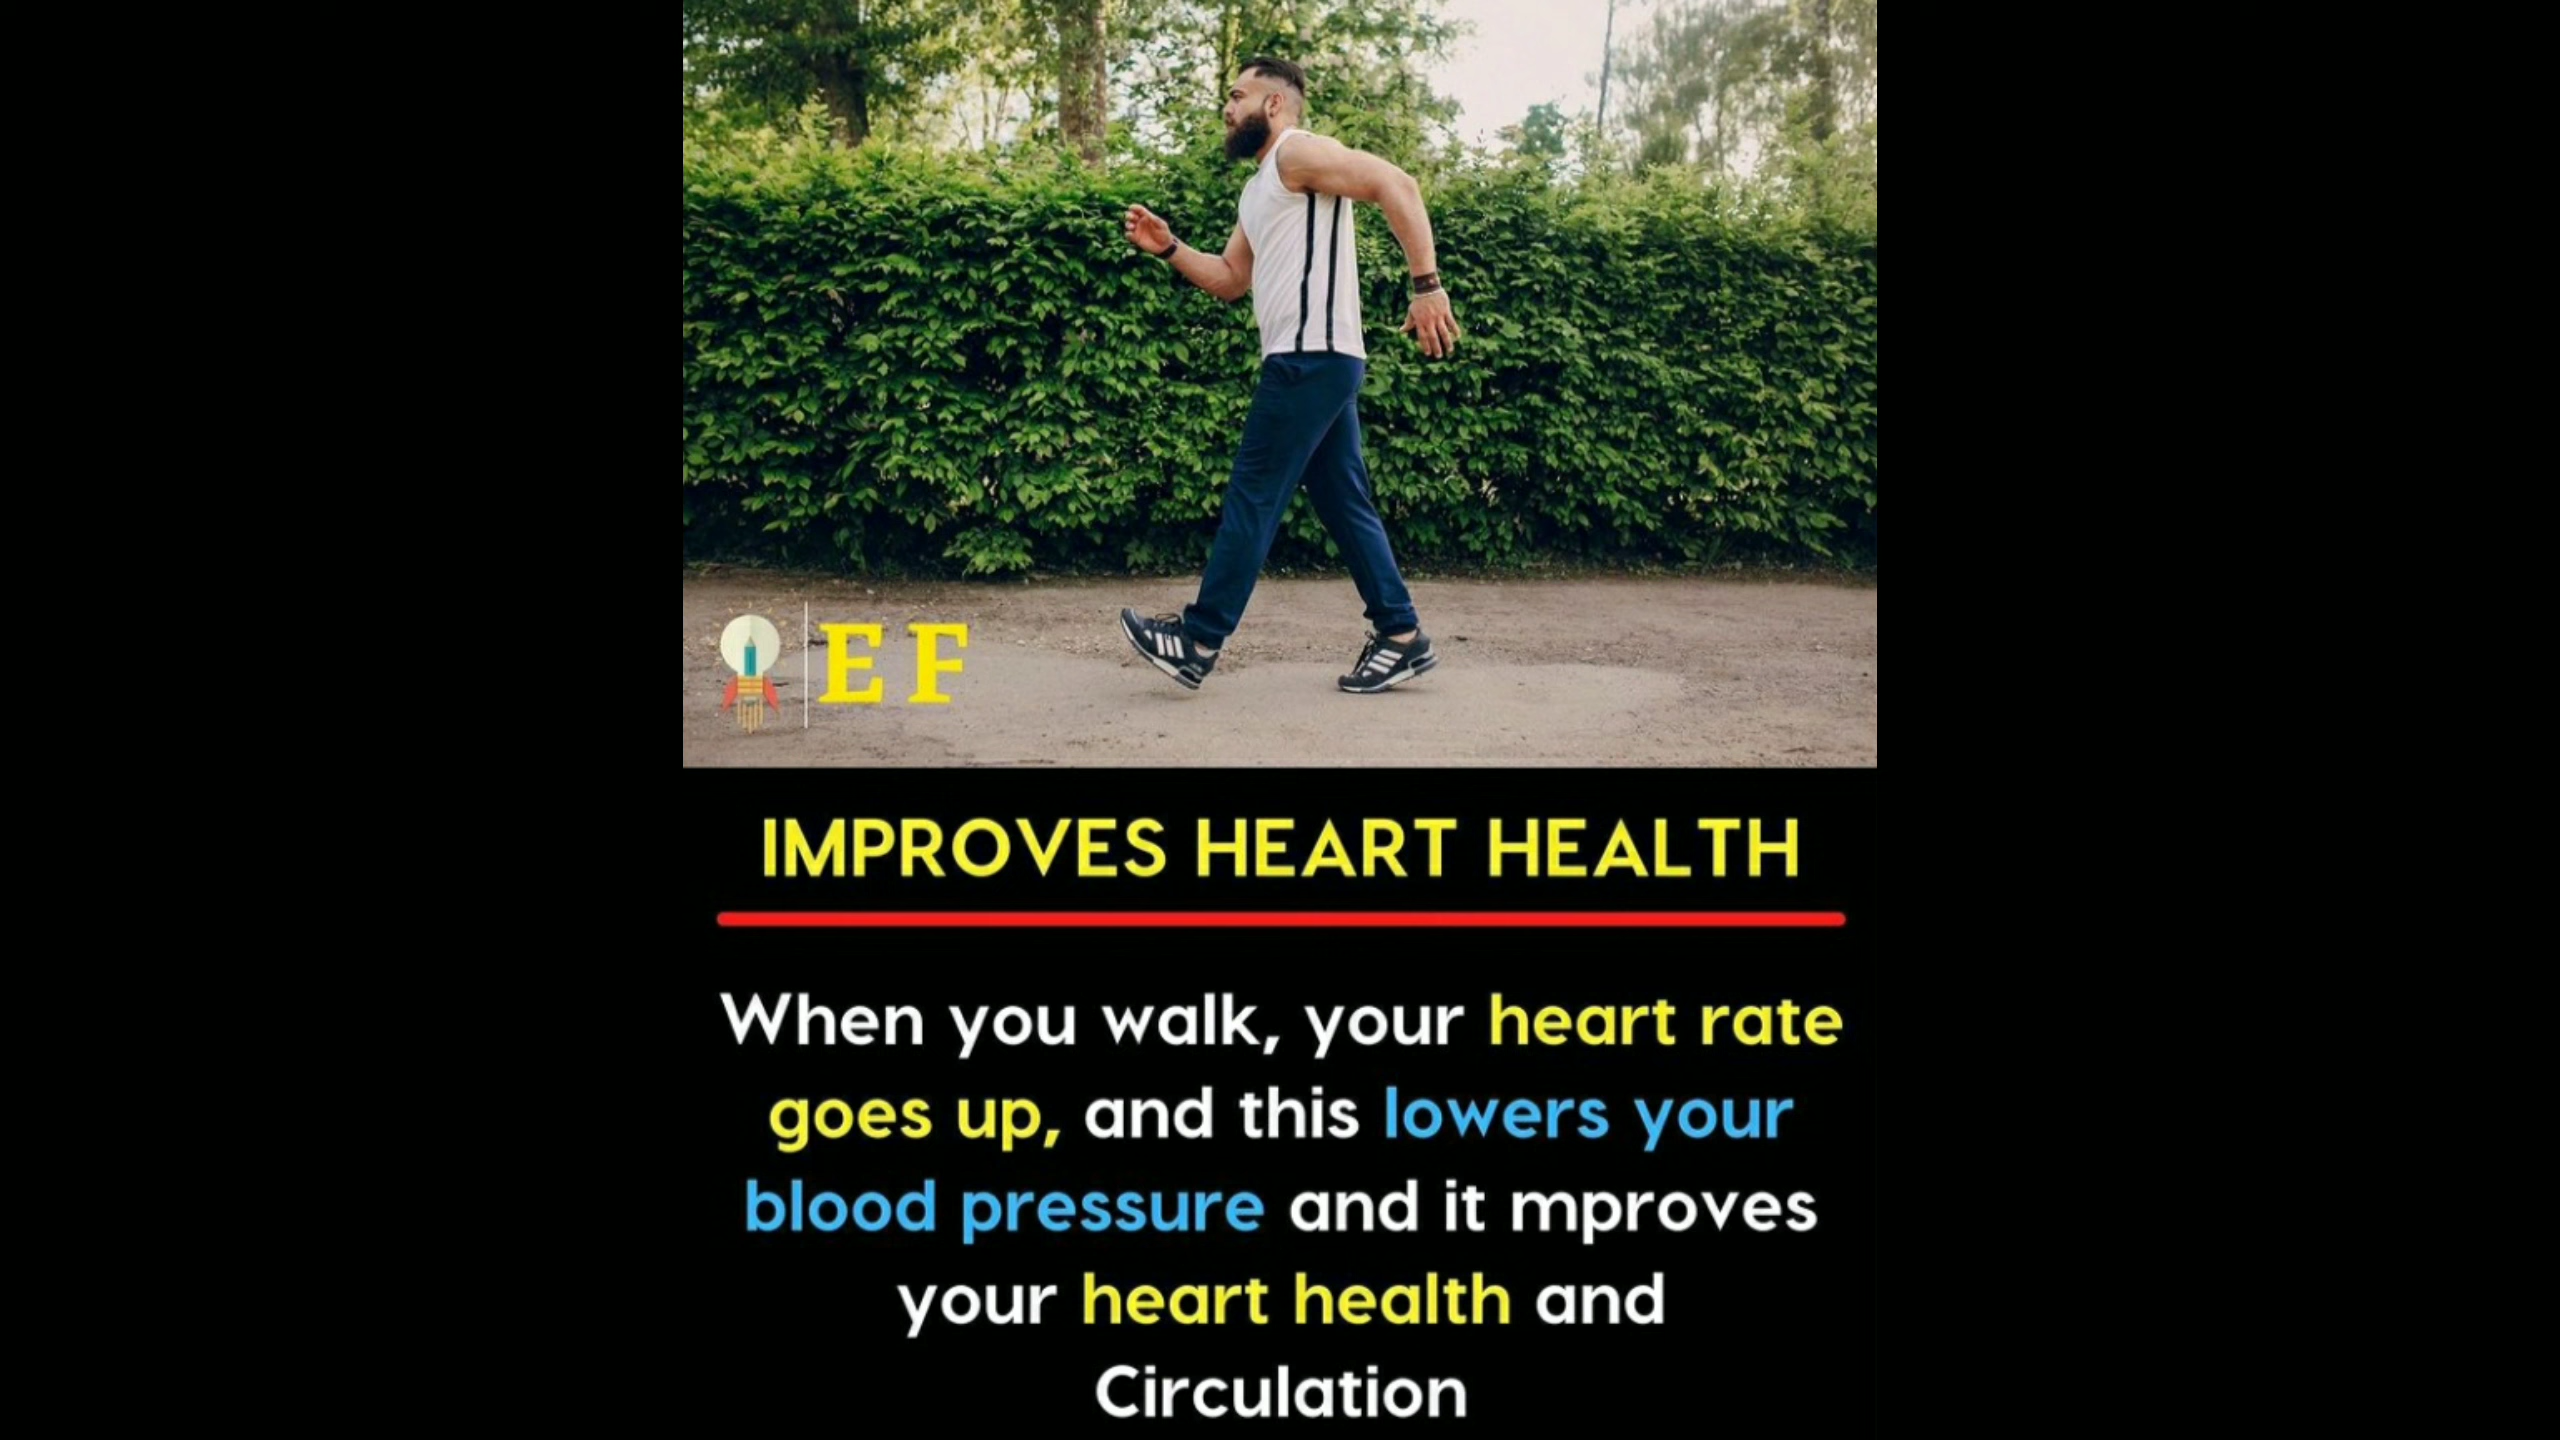 E F
IMPROVES HEART HEALTH
When you walk, your heart rate
goes up, and this lowers your
blood pressure and it mproves
your heart health and
Circulation